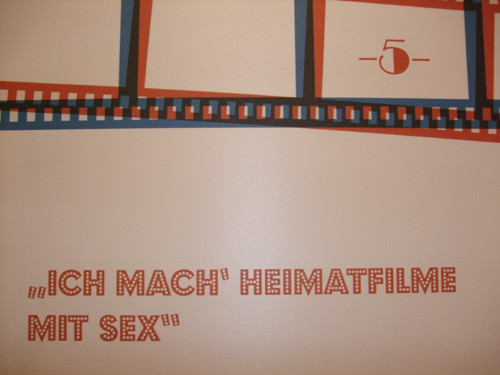 -5-
„ICH MACH' HEIMATFILME
MIT SEX“